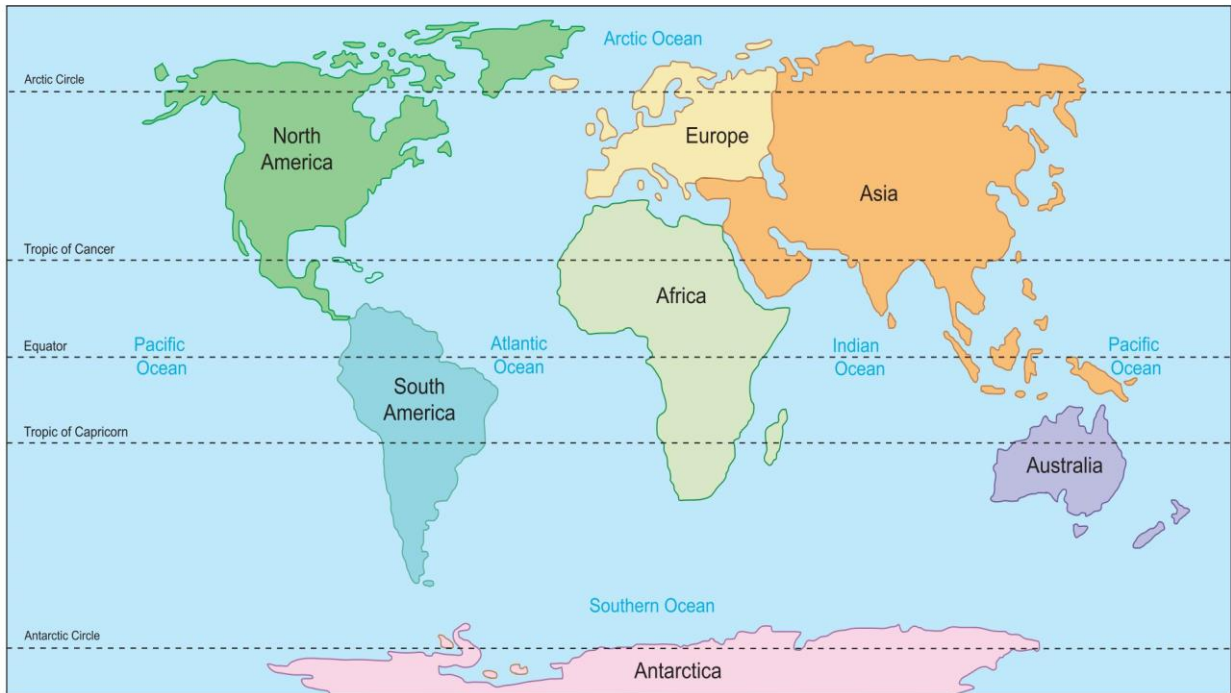 Arctic Ocean
Arctic Circle
North
America
Europe
Asia
Tropic of Cancer
Africa
Equator
Pacific
Ocean
Atlantic
Ocean
Indian
Ocean
Pacific
Ocean
South
America
Tropic of Capricorn
Australia
Southern Ocean
Antarctic Circle
Antarctica